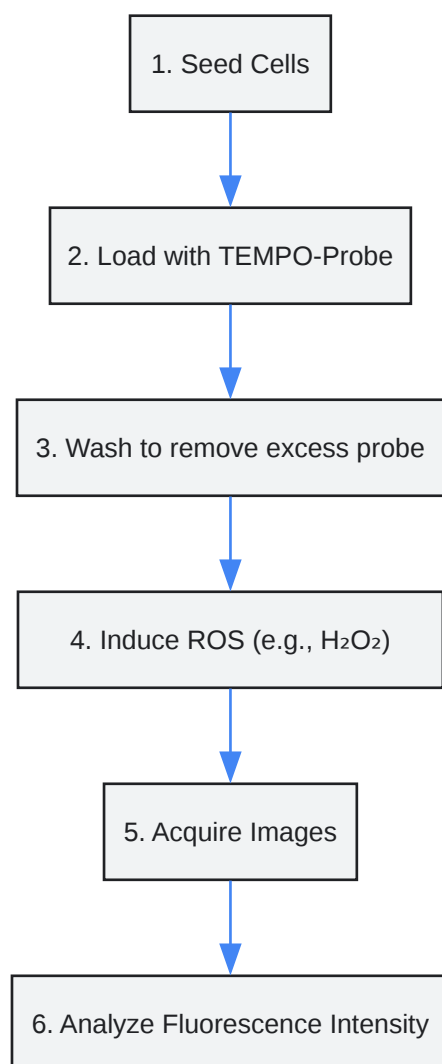 1. Seed Cells
2. Load with TEMPO-Probe
3. Wash to remove excess probe
4. Induce ROS (e.g., H₂O₂)
5. Acquire Images
6. Analyze Fluorescence Intensity